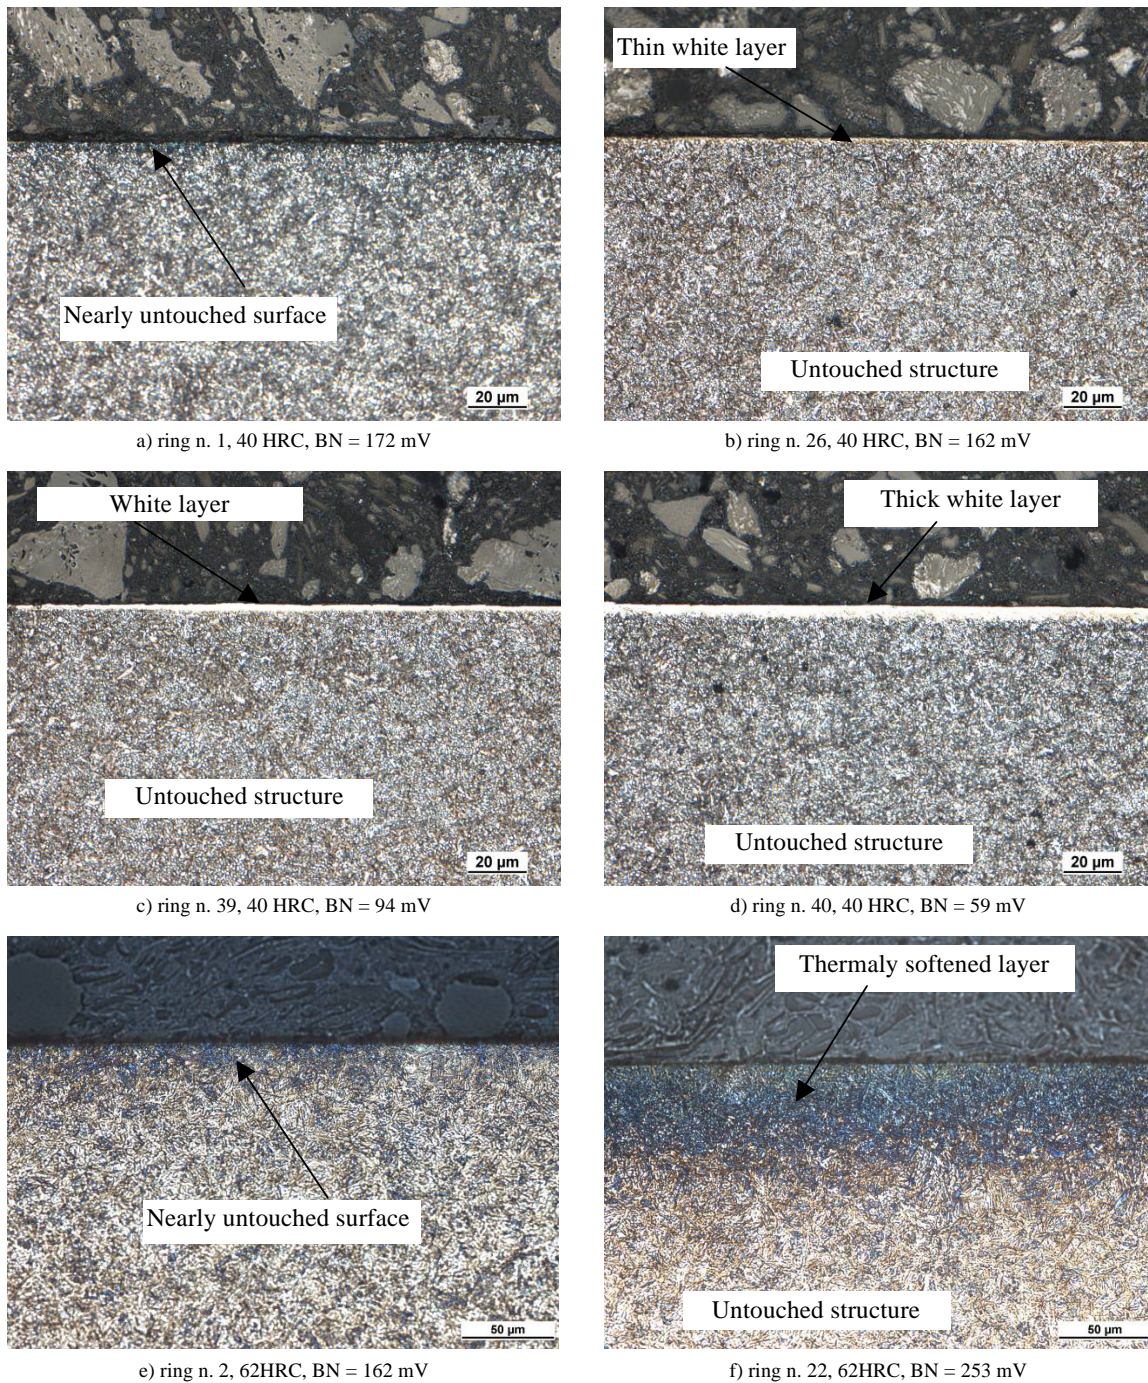 Thin white layer
Nearly untouched surface
Untouched structure
20 µm
20 µm
a) ring n. 1, 40 HRC, BN = 172 mV
b) ring n. 26, 40 HRC, BN = 162 mV
White layer
Thick white layer
Untouched structure
Untouched structure
20 µm
20 µm
c) ring n. 39, 40 HRC, BN = 94 mV
d) ring n. 40, 40 HRC, BN = 59 mV
Thermaly softened layer
Nearly untouched surface
Untouched structure
50 µm
50 µm
e) ring n. 2, 62HRC, BN = 162 mV
f) ring n. 22, 62HRC, BN = 253 mV